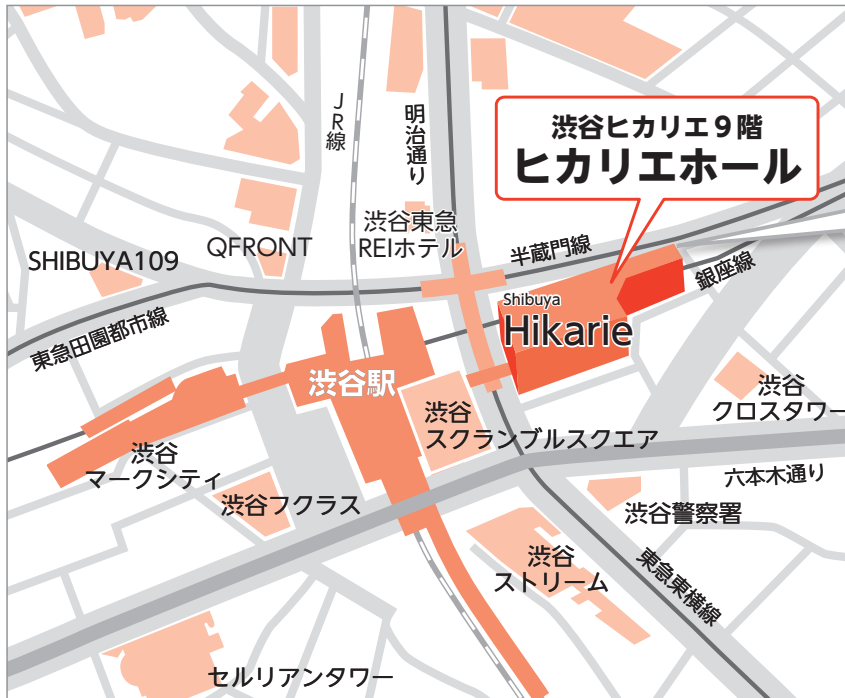 JR線
明治通り
渋谷ヒカリエ9階
ヒカリエホール
渋谷東急
REIホテル
QFRONT
SHIBUYA109
半蔵門線
銀座線
東急田園都市線
Shibuya
Hikarie
渋谷駅
渋谷
スクランブルスクエア
渋谷
クロスタワー
渋谷
マークシティ
渋谷フクラス
六本木通り
渋谷警察署
渋谷
ストリーム
東急東横線
セルリアンタワー